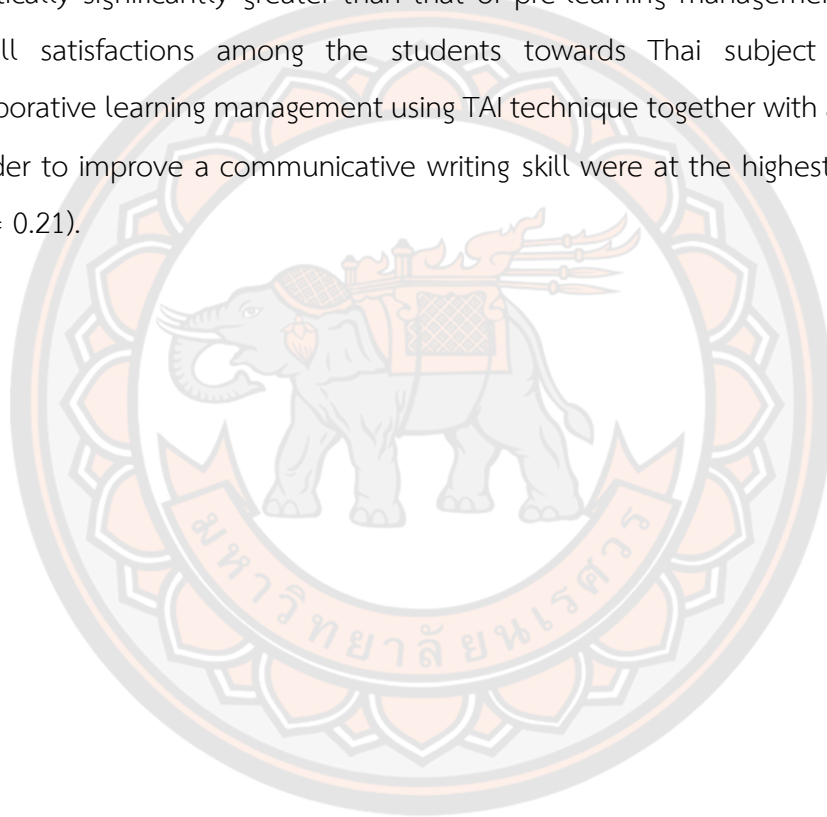 tically significantly greater than that of pre-learning management
ll satisfactions among the students towards Thai subject
orative learning management using TAI technique together with
der to improve a communicative writing skill were at the highest
= 0.21).
มหาวิทยาลัยนเรศวร